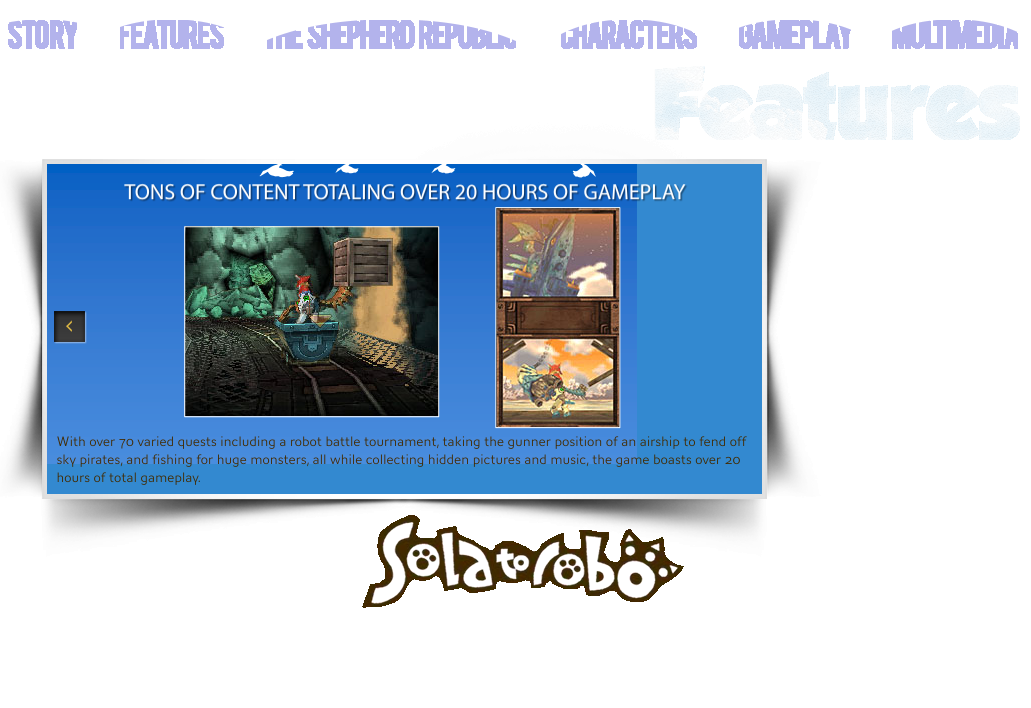 STORY FEATURES THE SHEPHERD REPUBLIC CHARACTERS GAMEPLAY MULTIMEDIA
Features
TONS OF CONTENT TOTALING OVER 20 HOURS OF GAMEPLAY
With over 70 varied quests including a robot battle tournament, taking the gunner position of an airship to fend off
sky pirates, and fishing for huge monsters, all while collecting hidden pictures and music, the game boasts over 20
hours of total gameplay.
Solatorobo